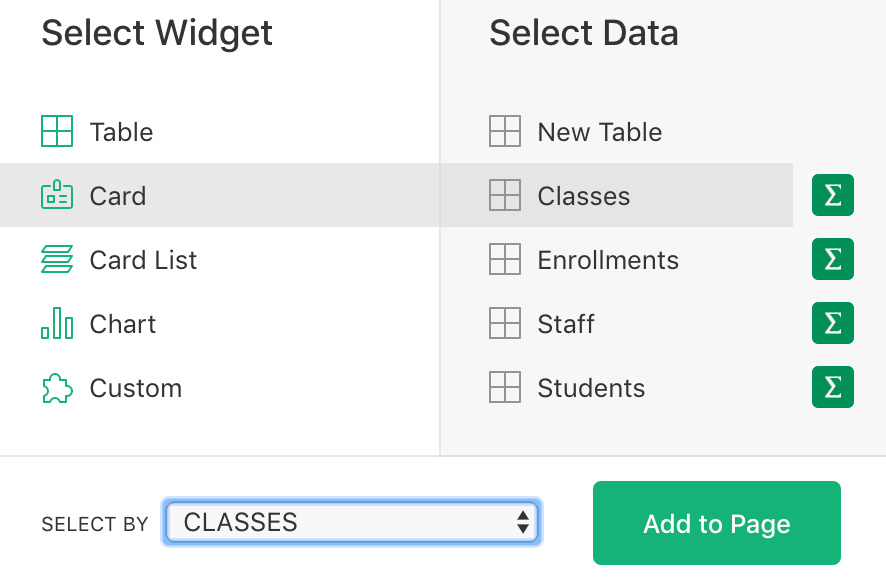 Select Widget
Table
Card
Card List
Chart
Custom
Select Data
New Table
Classes Σ
Enrollments Σ
Staff Σ
Students Σ
SELECT BY CLASSES
Add to Page